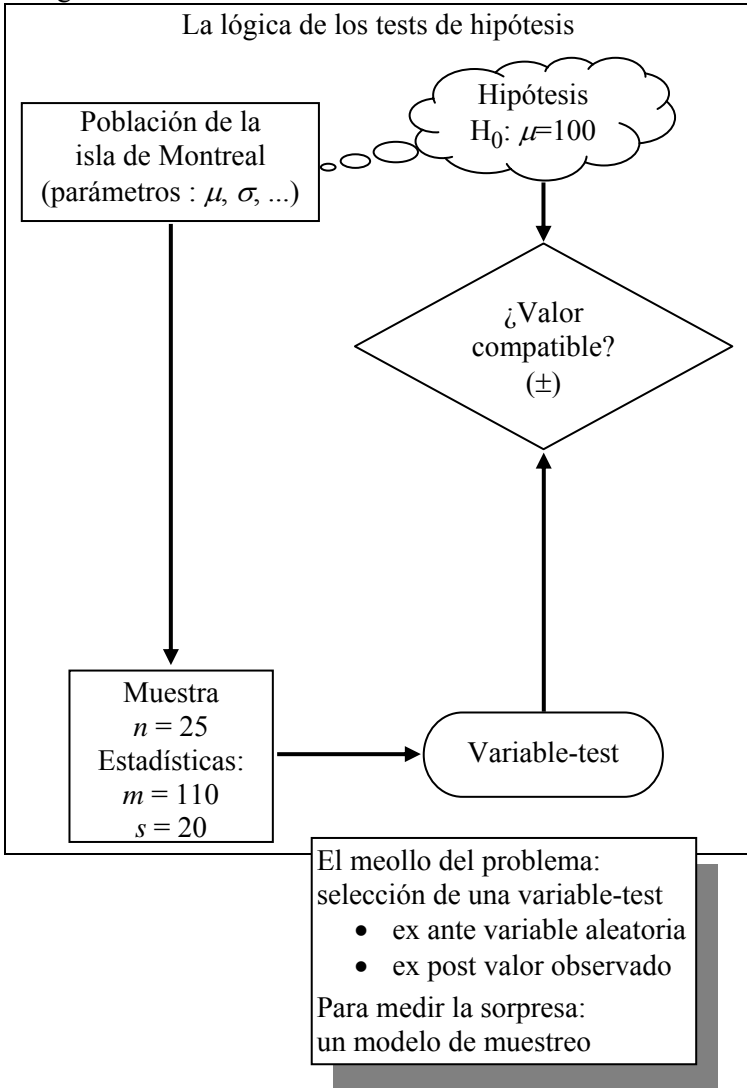 La lógica de los tests de hipótesis
Población de la
isla de Montreal
(parámetros : μ, σ, ...)
Hipótesis
H₀: μ=100
¿Valor
compatible?
(±)
Muestra
n = 25
Estadísticas:
m = 110
s = 20
Variable-test
El meollo del problema:
selección de una variable-test
• ex ante variable aleatoria
• ex post valor observado
Para medir la sorpresa:
un modelo de muestreo